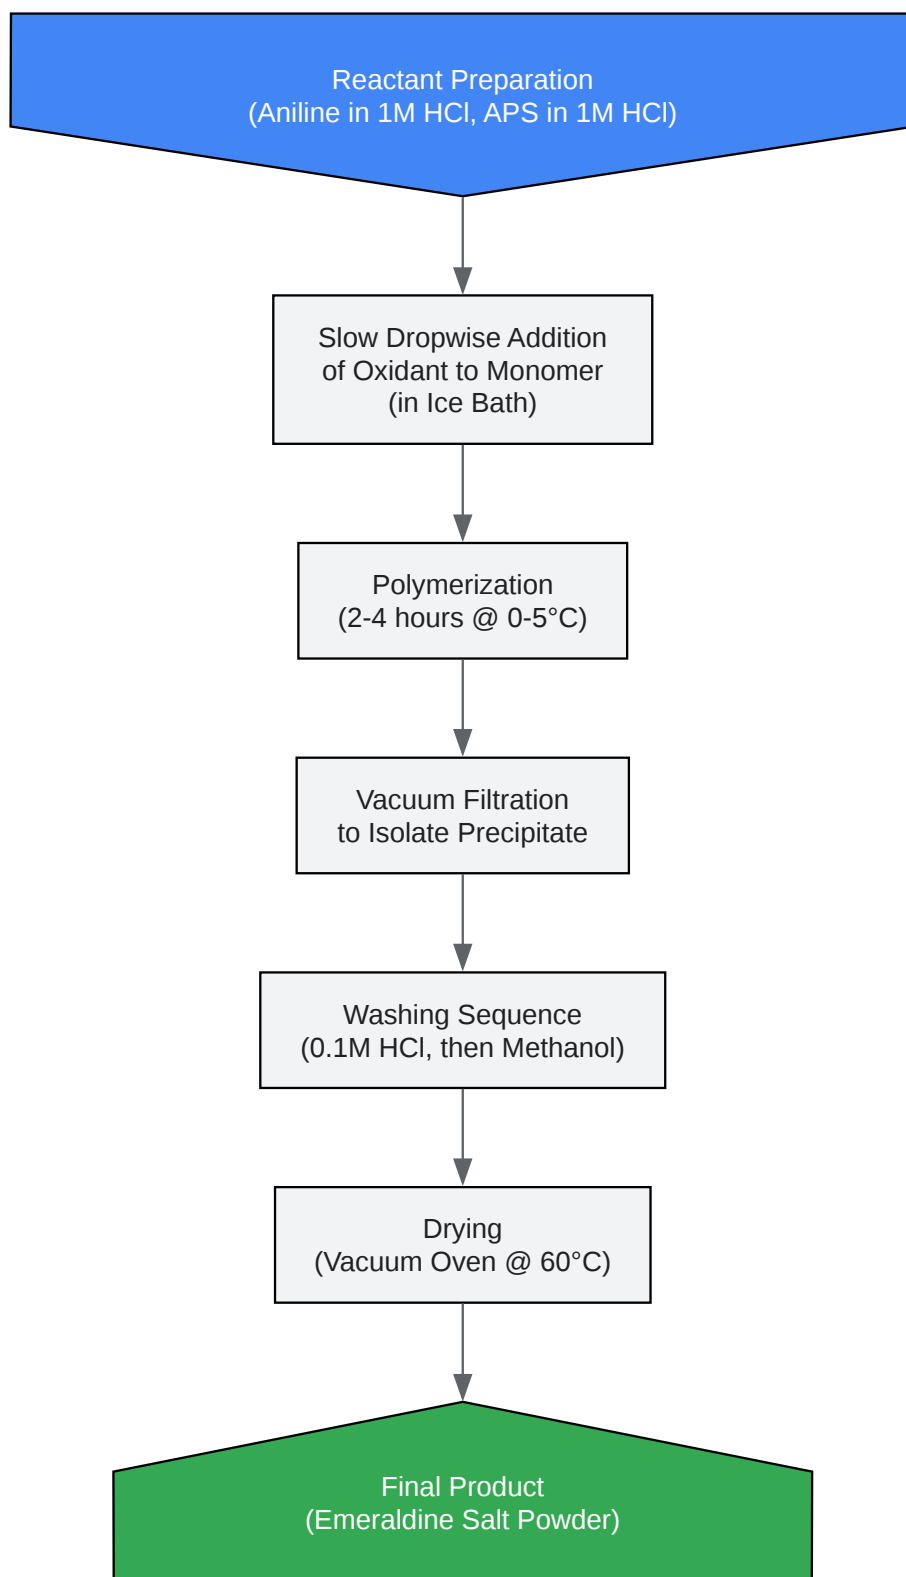 Reactant Preparation
(Aniline in 1M HCl, APS in 1M HCl)
Slow Dropwise Addition
of Oxidant to Monomer
(in Ice Bath)
Polymerization
(2-4 hours @ 0-5°C)
Vacuum Filtration
to Isolate Precipitate
Washing Sequence
(0.1M HCl, then Methanol)
Drying
(Vacuum Oven @ 60°C)
Final Product
(Emeraldine Salt Powder)